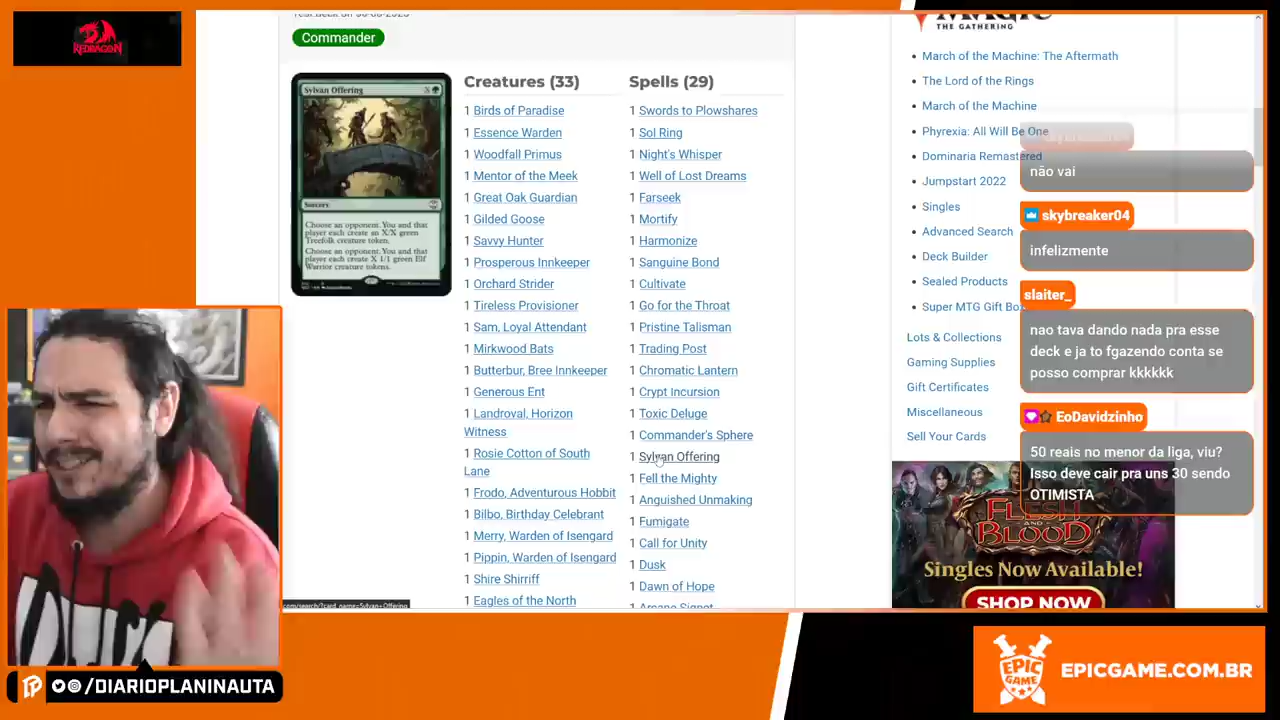 REDRAGON
Commander
Sylvan Offering
X
Sorcery
Choose an opponent. You and that
player each create an X/X green
Treefolk creature token.
Choose an opponent. You and that
player each create X 1/1 green Elf
Warrior creature tokens.
Creatures (33)
1 Birds of Paradise
1 Essence Warden
1 Woodfall Primus
1 Mentor of the Meek
1 Great Oak Guardian
1 Gilded Goose
1 Savvy Hunter
1 Prosperous Innkeeper
1 Orchard Strider
1 Tireless Provisioner
1 Sam, Loyal Attendant
1 Mirkwood Bats
1 Butterbur, Bree Innkeeper
1 Generous Ent
1 Landroval, Horizon
Witness
1 Rosie Cotton of South
Lane
1 Frodo, Adventurous Hobbit
1 Bilbo, Birthday Celebrant
1 Merry, Warden of Isengard
1 Pippin, Warden of Isengard
1 Shire Shirriff
1 Eagles of the North
Spells (29)
1 Swords to Plowshares
1 Sol Ring
1 Night's Whisper
1 Well of Lost Dreams
1 Farseek
1 Mortify
1 Harmonize
1 Sanguine Bond
1 Cultivate
1 Go for the Throat
1 Pristine Talisman
1 Trading Post
1 Chromatic Lantern
1 Crypt Incursion
1 Toxic Deluge
1 Commander's Sphere
1 Sylvan Offering
1 Fell the Mighty
1 Anguished Unmaking
1 Fumigate
1 Call for Unity
1 Dusk
1 Dawn of Hope
1 Arcane Signet
MAGIC
THE GATHERING
March of the Machine: The Aftermath
The Lord of the Rings
March of the Machine
Phyrexia: All Will Be One
Dominaria Remastered
Jumpstart 2022
Singles
Advanced Search
Deck Builder
Sealed Products
Super MTG Gift Box
Lots & Collections
Gaming Supplies
Gift Certificates
Miscellaneous
Sell Your Cards
não vai
skybreaker04
infelizmente
slaiter_
nao tava dando nada pra esse
deck e ja to fgazendo conta se
posso comprar kkkkkk
EoDavidzinho
50 reais no menor da liga, viu?
Isso deve cair pra uns 30 sendo
OTIMISTA
FLESH
AND BLOOD
Singles Now Available!
SHOP NOW
/DIARIOPLANINAUTA
EPIC
GAME
EPICGAME.COM.BR